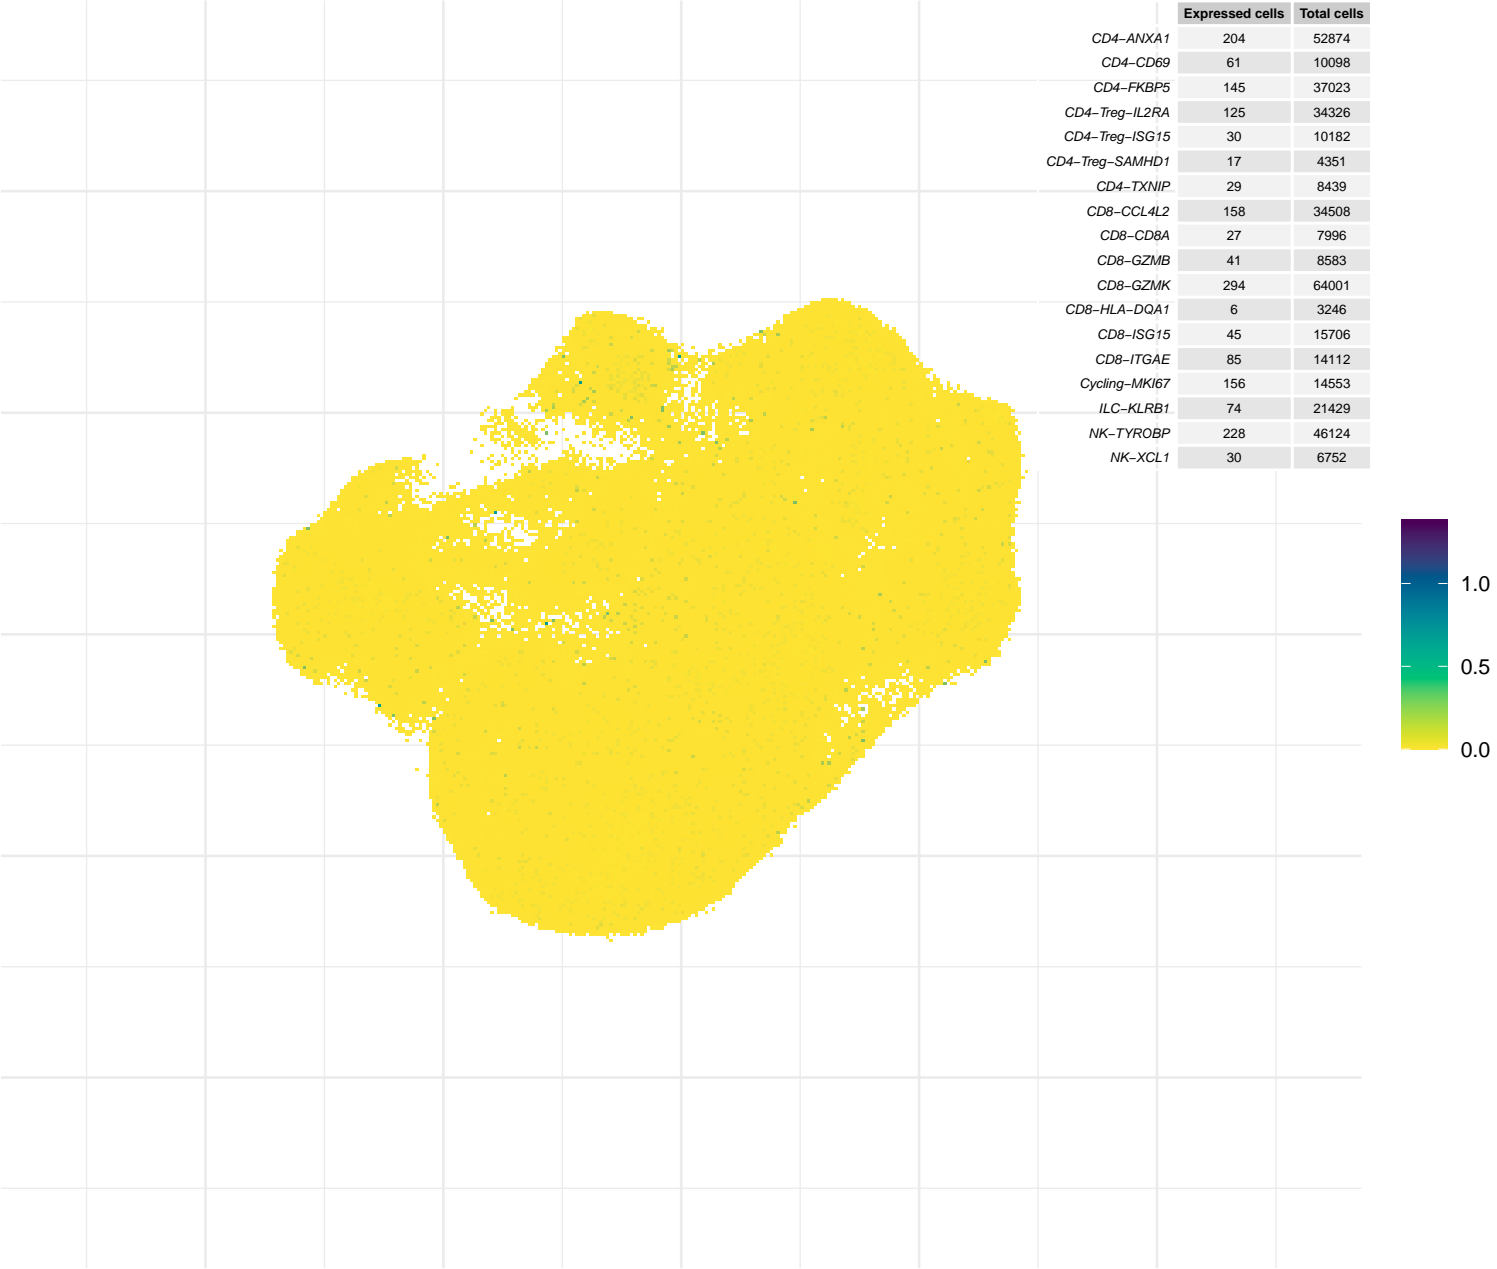 Expressed cells Total cells
CD4−ANXA1 204 52874
CD4−CD69 61 10098
CD4−FKBP5 145 37023
CD4−Treg−IL2RA 125 34326
CD4−Treg−ISG15 30 10182
CD4−Treg−SAMHD1 17 4351
CD4−TXNIP 29 8439
CD8−CCL4L2 158 34508
CD8−CD8A 27 7996
CD8−GZMB 41 8583
CD8−GZMK 294 64001
CD8−HLA−DQA1 6 3246
CD8−ISG15 45 15706
CD8−ITGAE 85 14112
Cycling−MKI67 156 14553
ILC−KLRB1 74 21429
NK−TYROBP 228 46124
NK−XCL1 30 6752
1.0
0.5
0.0